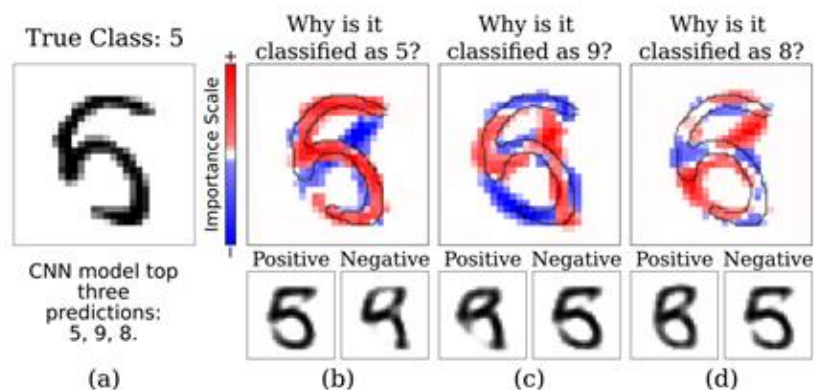 True Class: 5
CNN model top
three
predictions:
5, 9, 8.
(a)
+
Importance Scale
-
Why is it
classified as 5?
Positive Negative
(b)
Why is it
classified as 9?
Positive Negative
(c)
Why is it
classified as 8?
Positive Negative
(d)